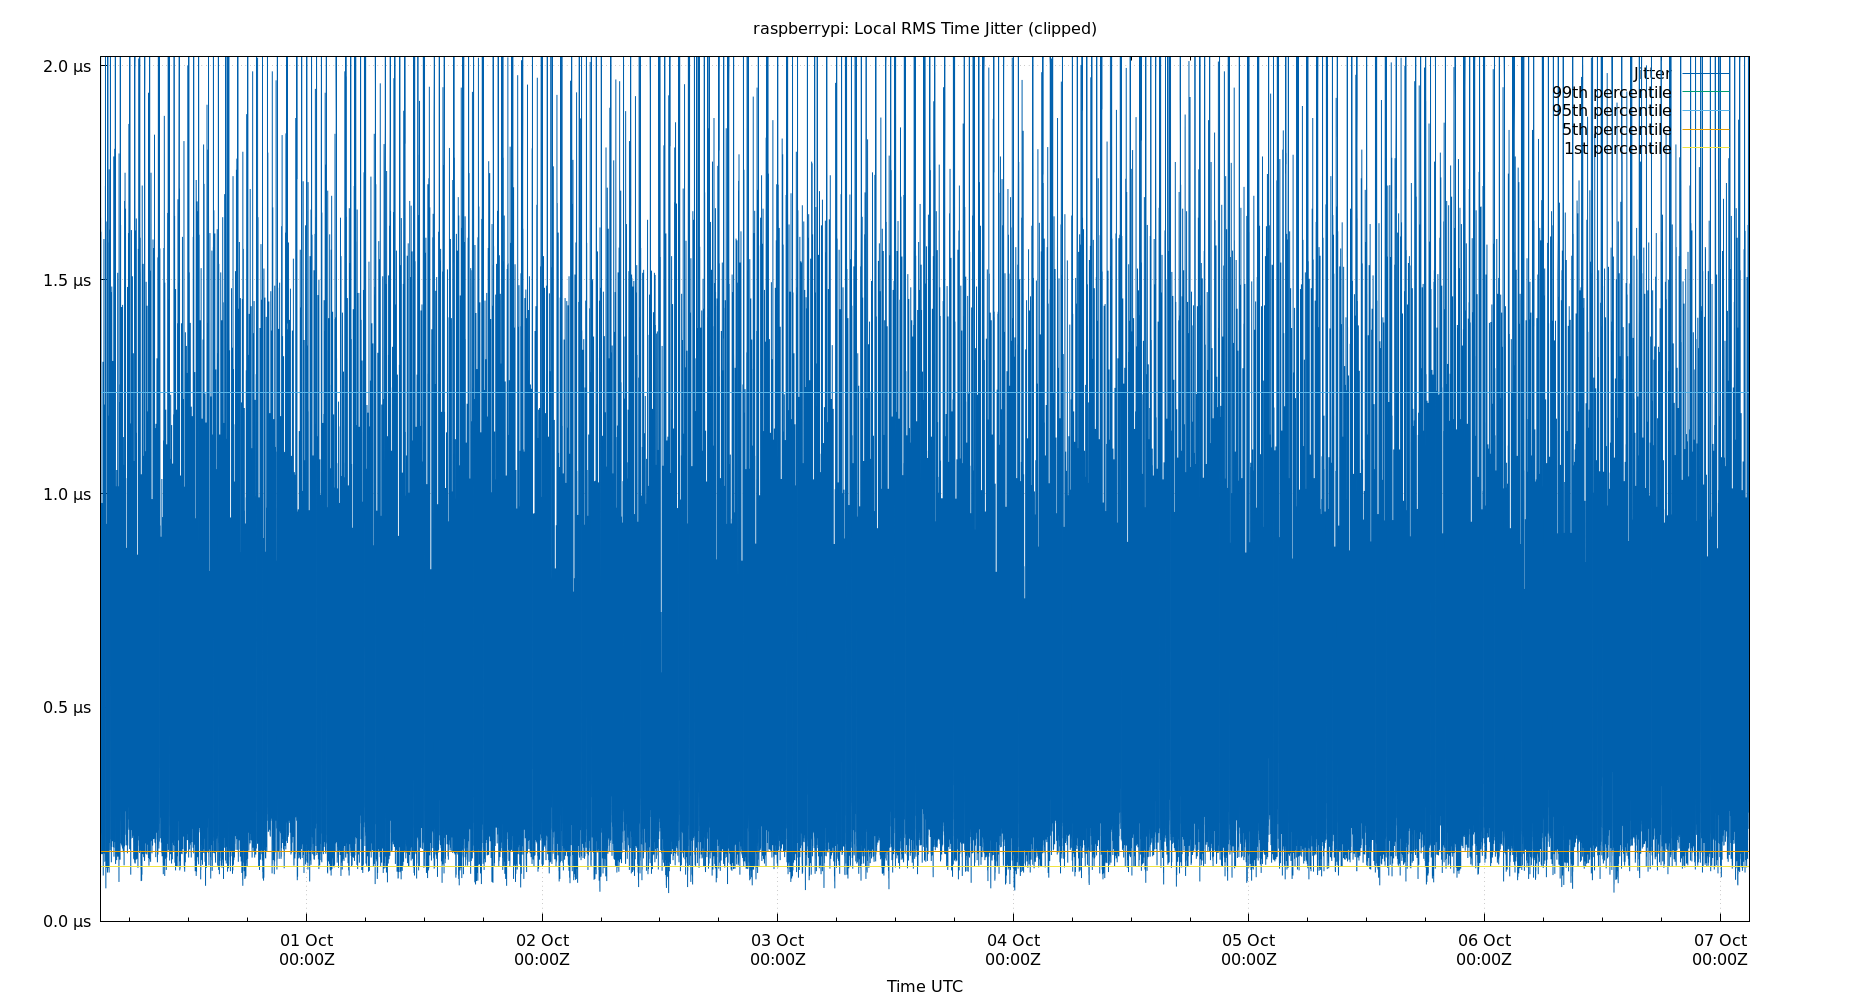 raspberrypi: Local RMS Time Jitter (clipped)
2.0 μs
1.5 μs
1.0 μs
0.5 μs
0.0 μs
Jitter
99th percentile
95th percentile
5th percentile
1st percentile
01 Oct 02 Oct 03 Oct 04 Oct 05 Oct 06 Oct 07 Oct
00:00Z 00:00Z 00:00Z 00:00Z 00:00Z 00:00Z 00:00Z
Time UTC